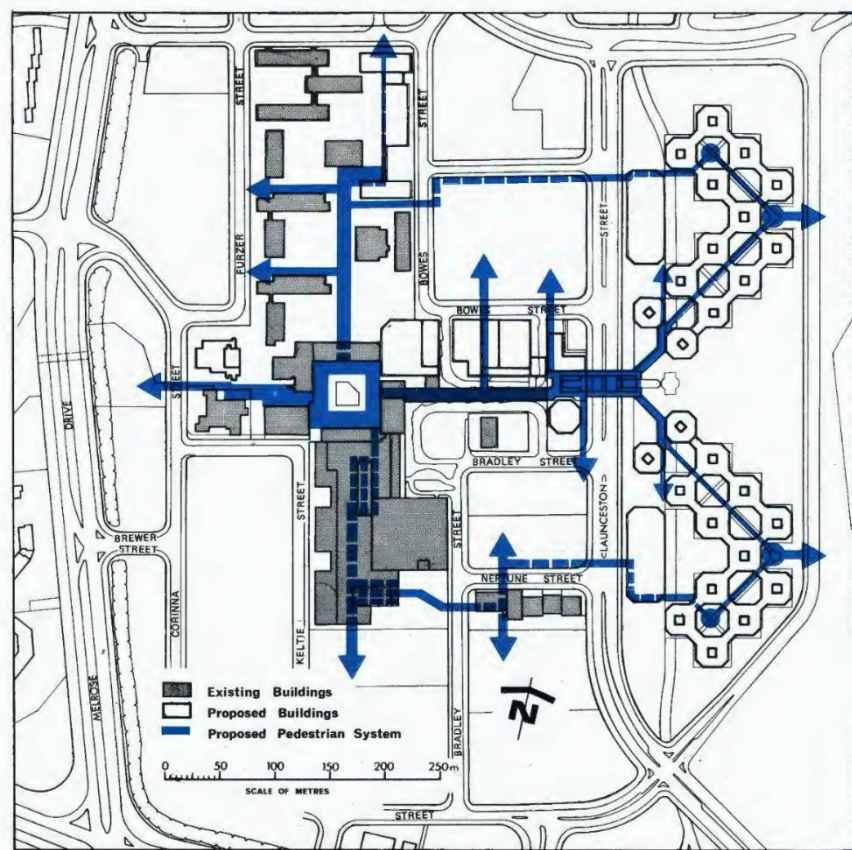 STREET
STREET
FURZER
BOWES
STREET
BOWES
STREET
STREET
DRIVE
BRADLEY STREET
STREET
STREET
LAUNCESTON
BREWER
STREET
NEPTUNE STREET
CORINNA
KELTIE
MELROSE
BRADLEY
N
Existing Buildings
Proposed Buildings
Proposed Pedestrian System
0 50 100 150 200 250m
SCALE OF METRES
STREET